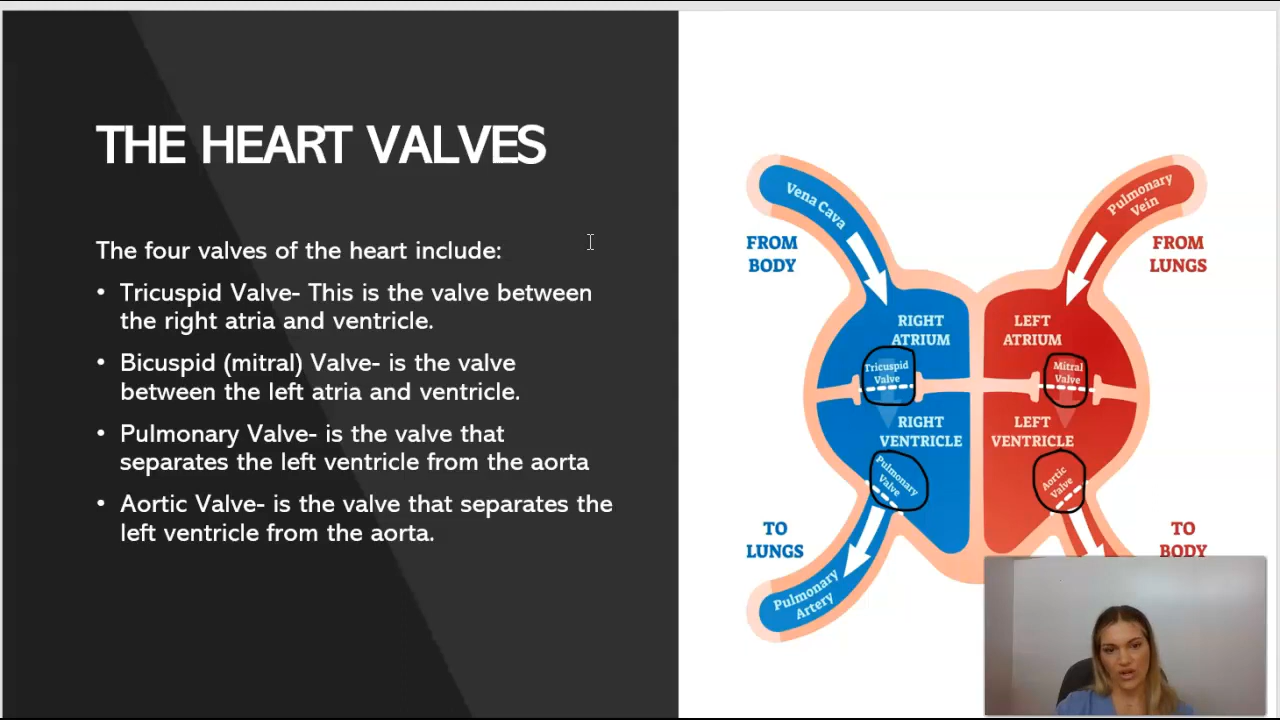 THE HEART VALVES
The four valves of the heart include:
• Tricuspid Valve- This is the valve between
the right atria and ventricle.
• Bicuspid (mitral) Valve- is the valve
between the left atria and ventricle.
• Pulmonary Valve- is the valve that
separates the left ventricle from the aorta
• Aortic Valve- is the valve that separates the
left ventricle from the aorta.
Vena Cava
Pulmonary
Vein
FROM
BODY
FROM
LUNGS
RIGHT
ATRIUM
LEFT
ATRIUM
Tricuspid
Valve
Mitral
Valve
RIGHT
VENTRICLE
LEFT
VENTRICLE
Pulmonary
Valve
Aortic
Valve
TO
LUNGS
TO
BODY
Pulmonary
Artery